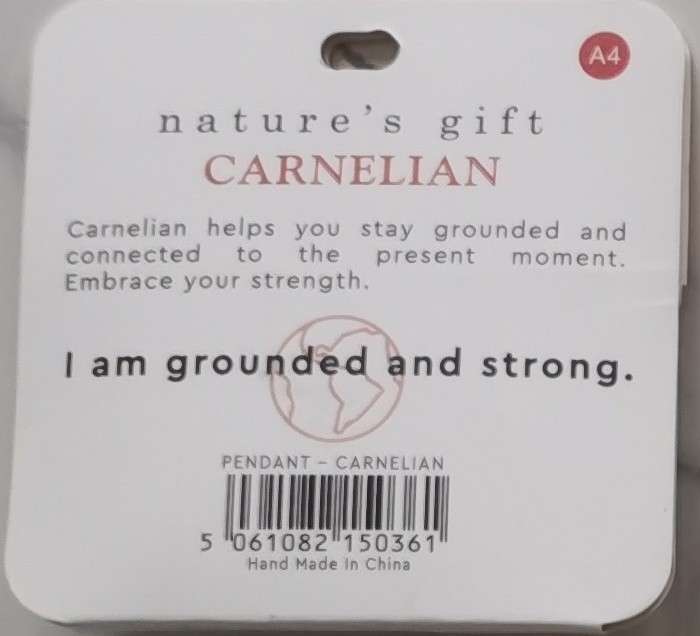 A4
nature's gift
CARNELIAN
Carnelian helps you stay grounded and
connected to the present moment.
Embrace your strength.
I am grounded and strong.
PENDANT – CARNELIAN
5 061082 150361
Hand Made In China